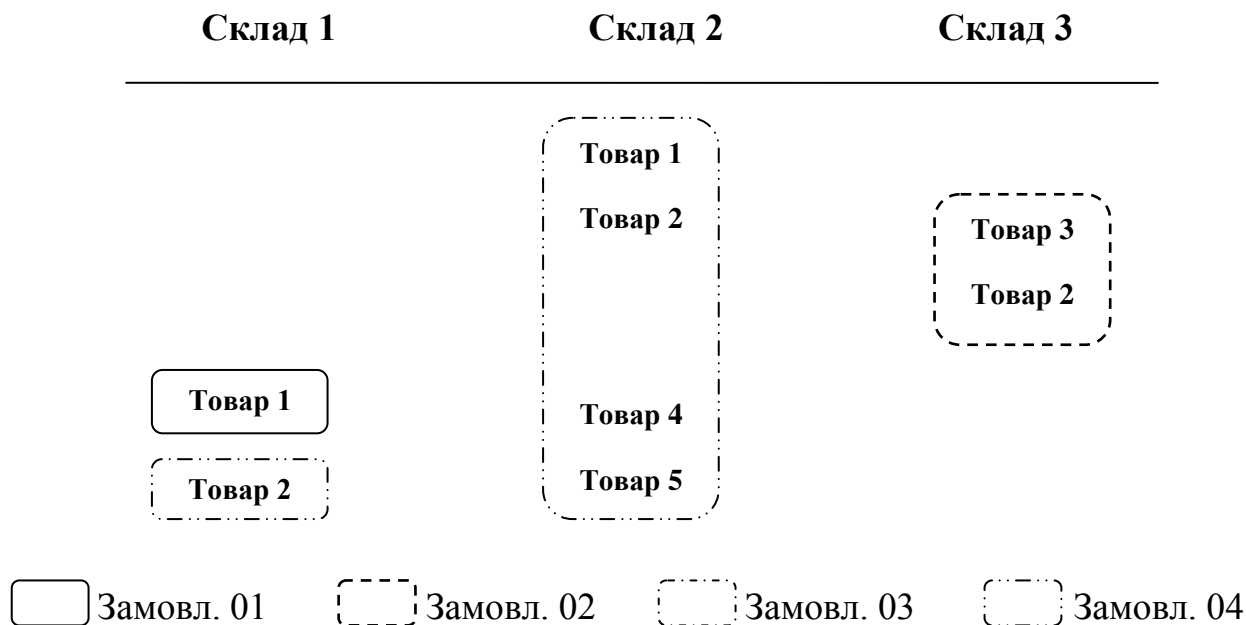 Склад 1 Склад 2 Склад 3
Товар 1
Товар 2
Товар 3
Товар 2
Товар 1
Товар 4
Товар 2
Товар 5
Замовл. 01 Замовл. 02 Замовл. 03 Замовл. 04